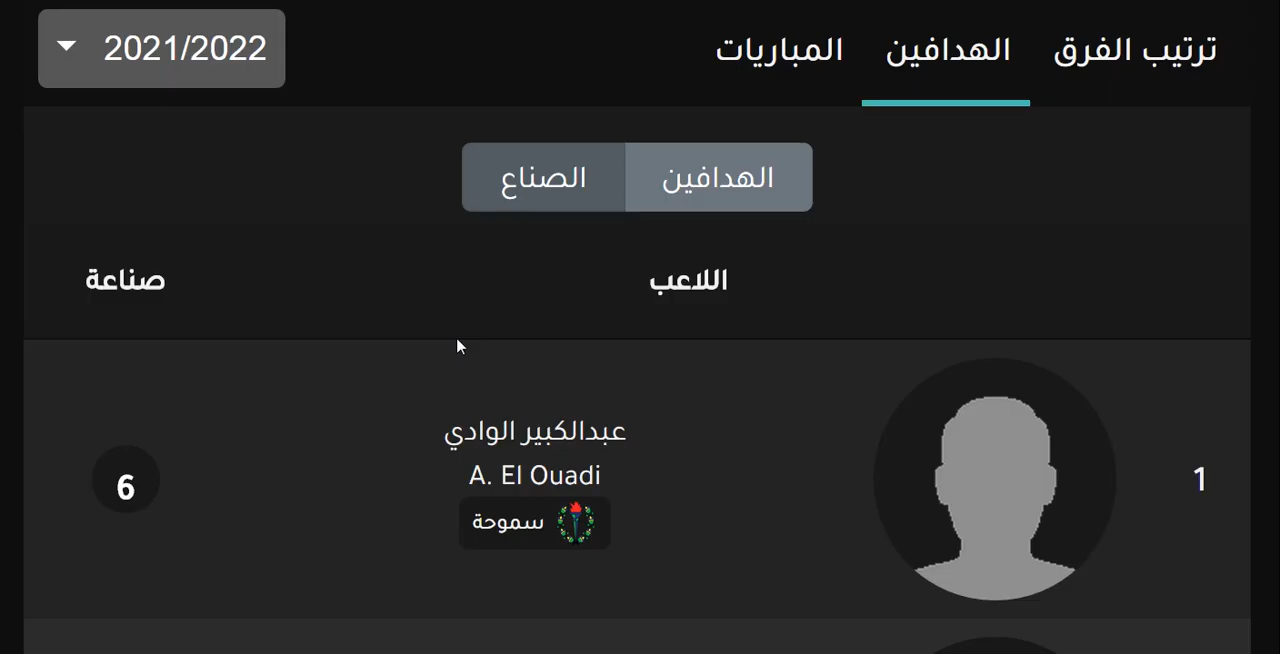 ترتيب الفرق الهدافين المباريات 2021/2022
الهدافين الصناع
اللاعب صناعة
1
عبدالكبير الوادي
A. El Ouadi
سموحة
6